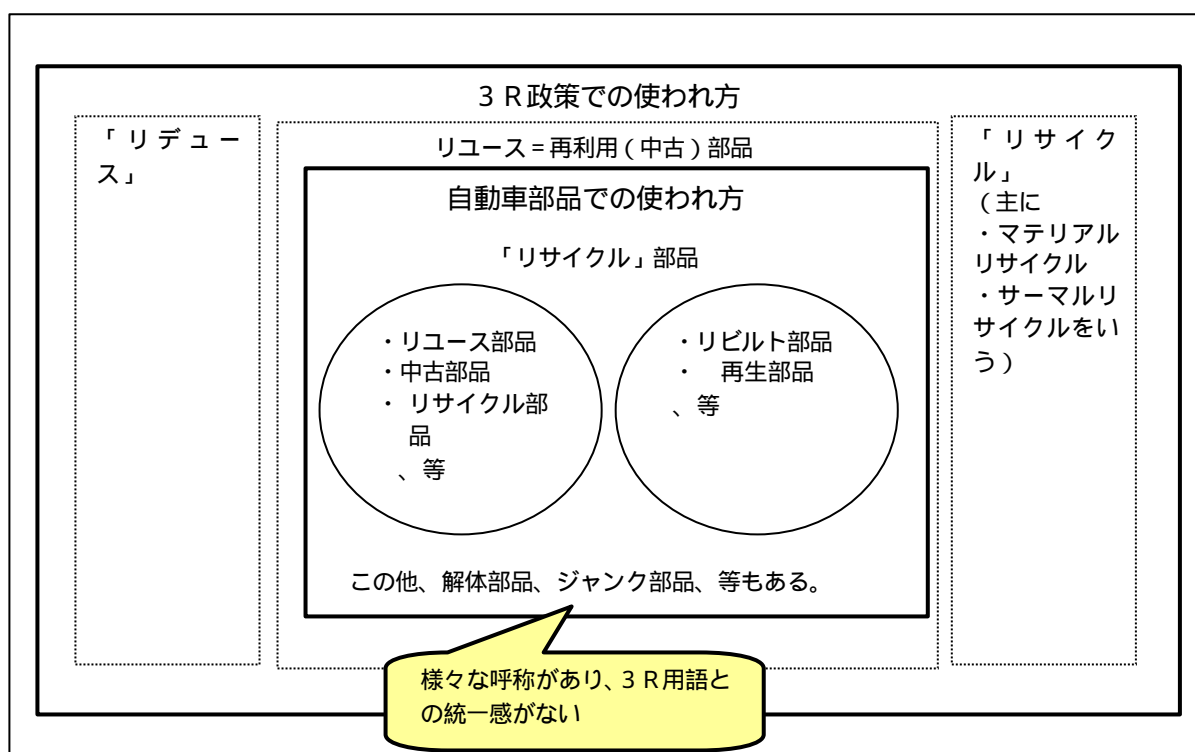 ３Ｒ政策での使われ方
「リデュー
ス」
リユース＝再利用（中古）部品
自動車部品での使われ方
「リサイクル」部品
・リユース部品
・中古部品
・ リサイクル部
品
、等
・リビルト部品
・　再生部品
、等
この他、解体部品、ジャンク部品、等もある。
様々な呼称があり、３Ｒ用語と
の統一感がない
「リサイク
ル」
（主に
・マテリアル
リサイクル
・サーマルリ
サイクルをい
う）